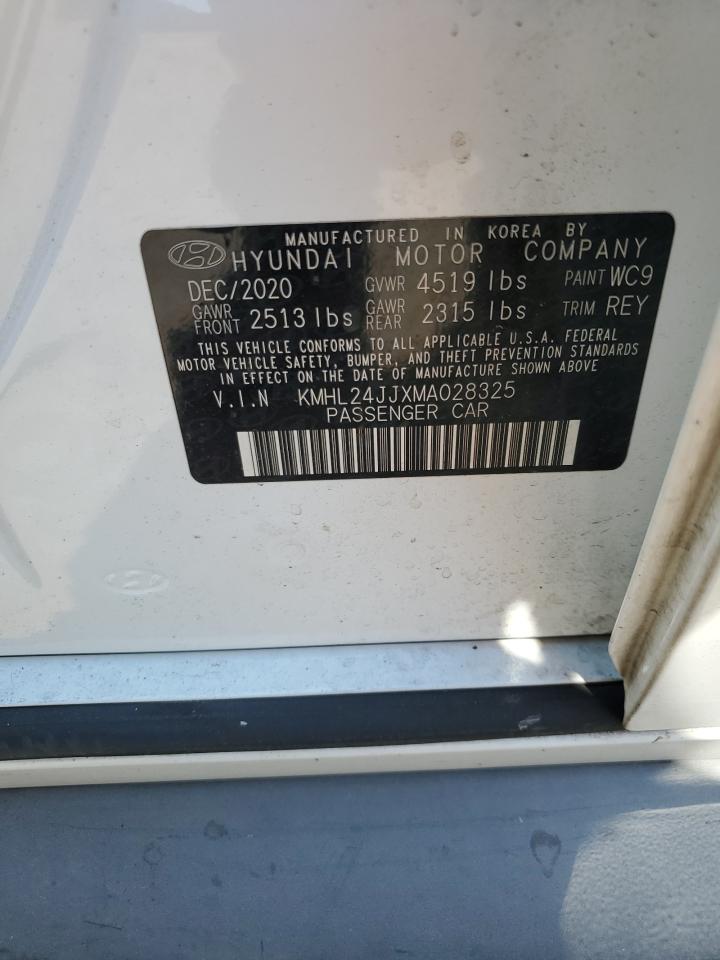 MANUFACTURED IN KOREA BY
HYUNDAI MOTOR COMPANY
DEC/2020 GVWR 4519 lbs PAINT WC9
GAWR FRONT 2513 lbs GAWR REAR 2315 lbs TRIM REY
THIS VEHICLE CONFORMS TO ALL APPLICABLE U.S.A. FEDERAL
MOTOR VEHICLE SAFETY, BUMPER, AND THEFT PREVENTION STANDARDS
IN EFFECT ON THE DATE OF MANUFACTURE SHOWN ABOVE
V.I.N KMHL24JJXMA028325
PASSENGER CAR